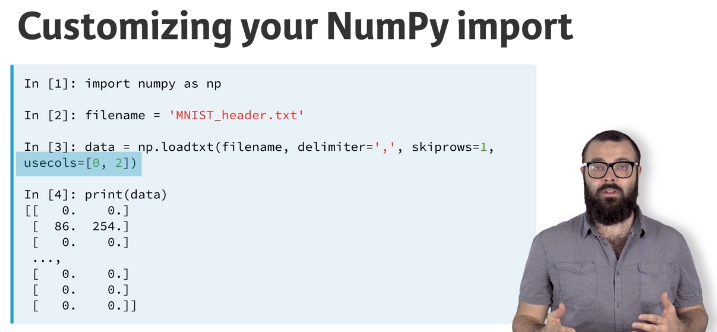 Customizing your NumPy import
In [1]: import numpy as np
In [2]: filename = 'MNIST_header.txt'
In [3]: data = np.loadtxt(filename, delimiter=',', skiprows=1,
usecols=[0, 2])
In [4]: print(data)
[[   0.    0.]
 [  86.  254.]
 [   0.    0.]
 ...,
 [   0.    0.]
 [   0.    0.]
 [   0.    0.]]